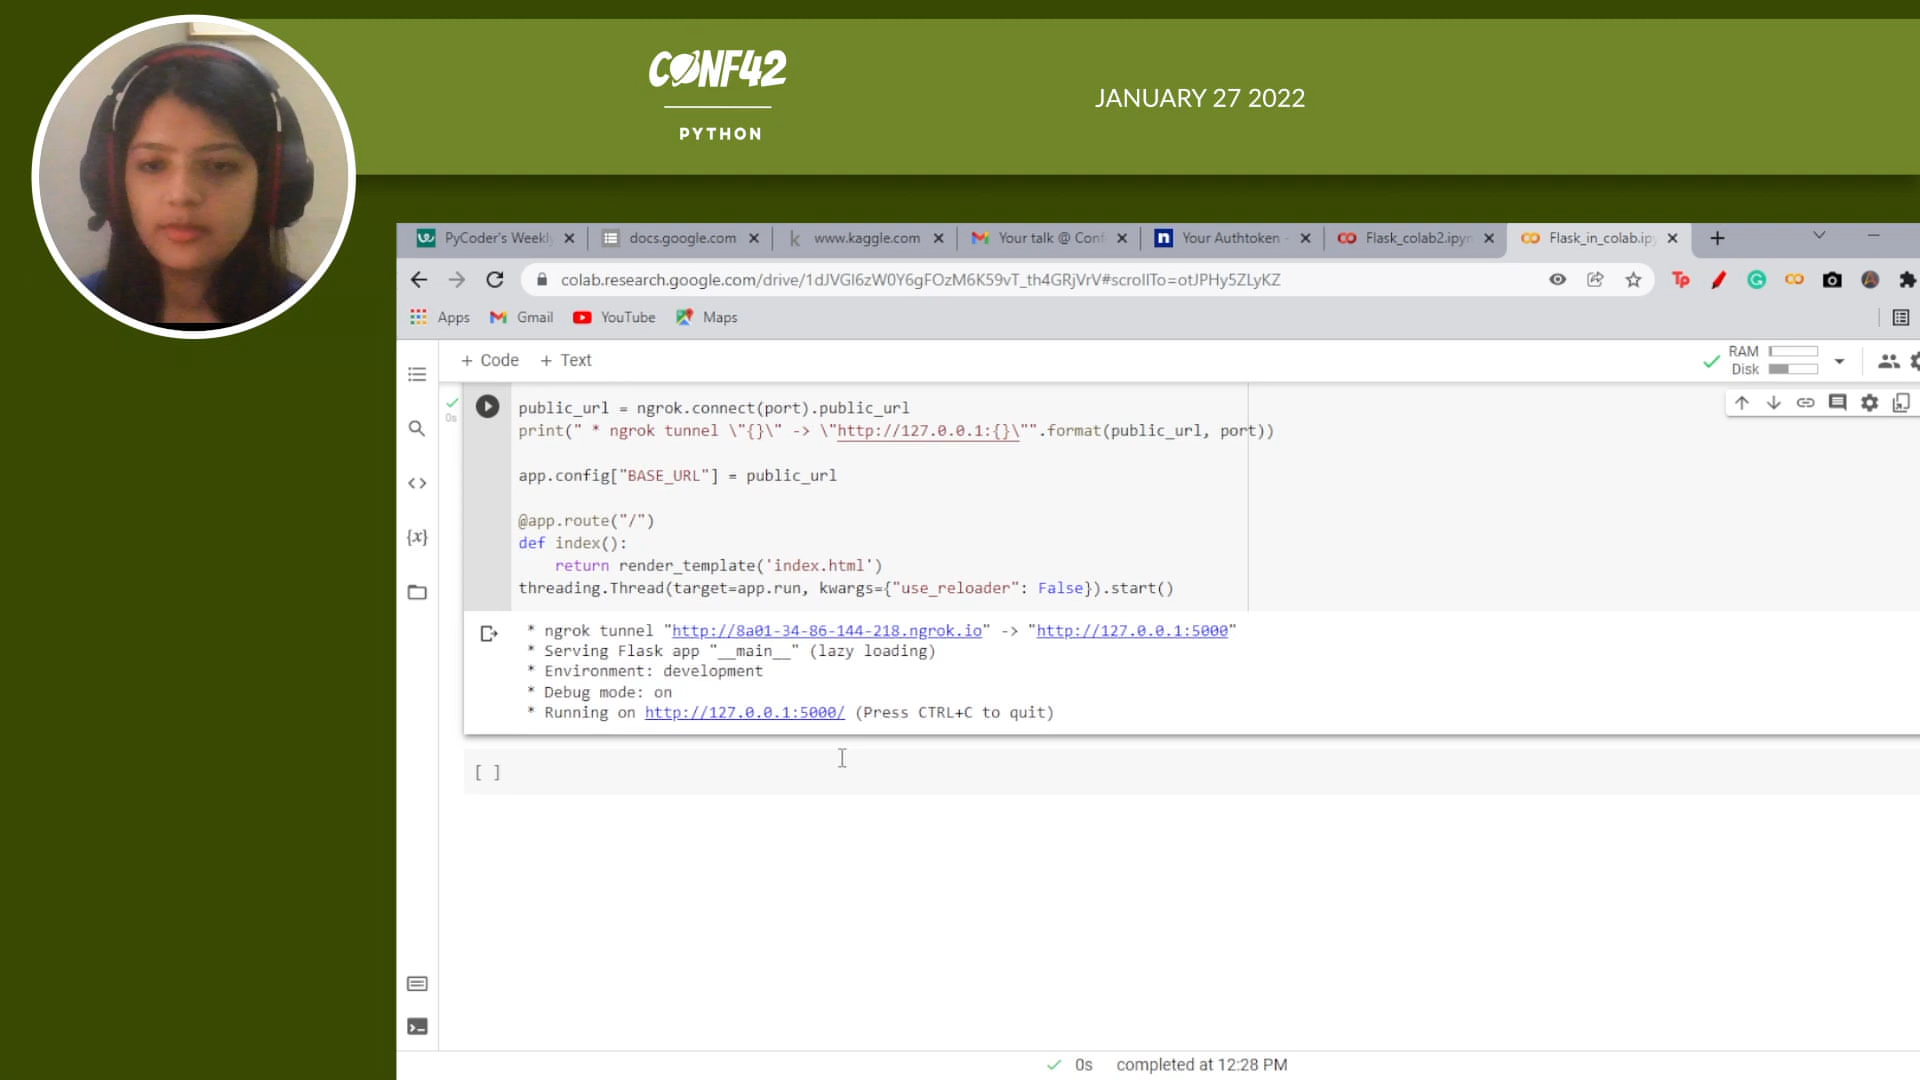 CONF42
PYTHON
JANUARY 27 2022
PyCoder's Weekl
docs.google.com
www.kaggle.com
Your talk @ Conf
Your Authtoken -
Flask_colab2.ipyn
Flask_in_colab.ipy
colab.research.google.com/drive/1dJVGl6zW0Y6gFOzM6K59vT_th4GRjVrV#scrollTo=otJPHy5ZLyKZ
Apps
Gmail
YouTube
Maps
+ Code + Text
RAM
Disk
0s
public_url = ngrok.connect(port).public_url
print(" * ngrok tunnel \"{}\" -> \"http://127.0.0.1:{}\"".format(public_url, port))
app.config["BASE_URL"] = public_url
@app.route("/")
def index():
return render_template('index.html')
threading.Thread(target=app.run, kwargs={"use_reloader": False}).start()
* ngrok tunnel "http://8a01-34-86-144-218.ngrok.io" -> "http://127.0.0.1:5000"
* Serving Flask app "__main__" (lazy loading)
* Environment: development
* Debug mode: on
* Running on http://127.0.0.1:5000/ (Press CTRL+C to quit)
[ ]
0s completed at 12:28 PM